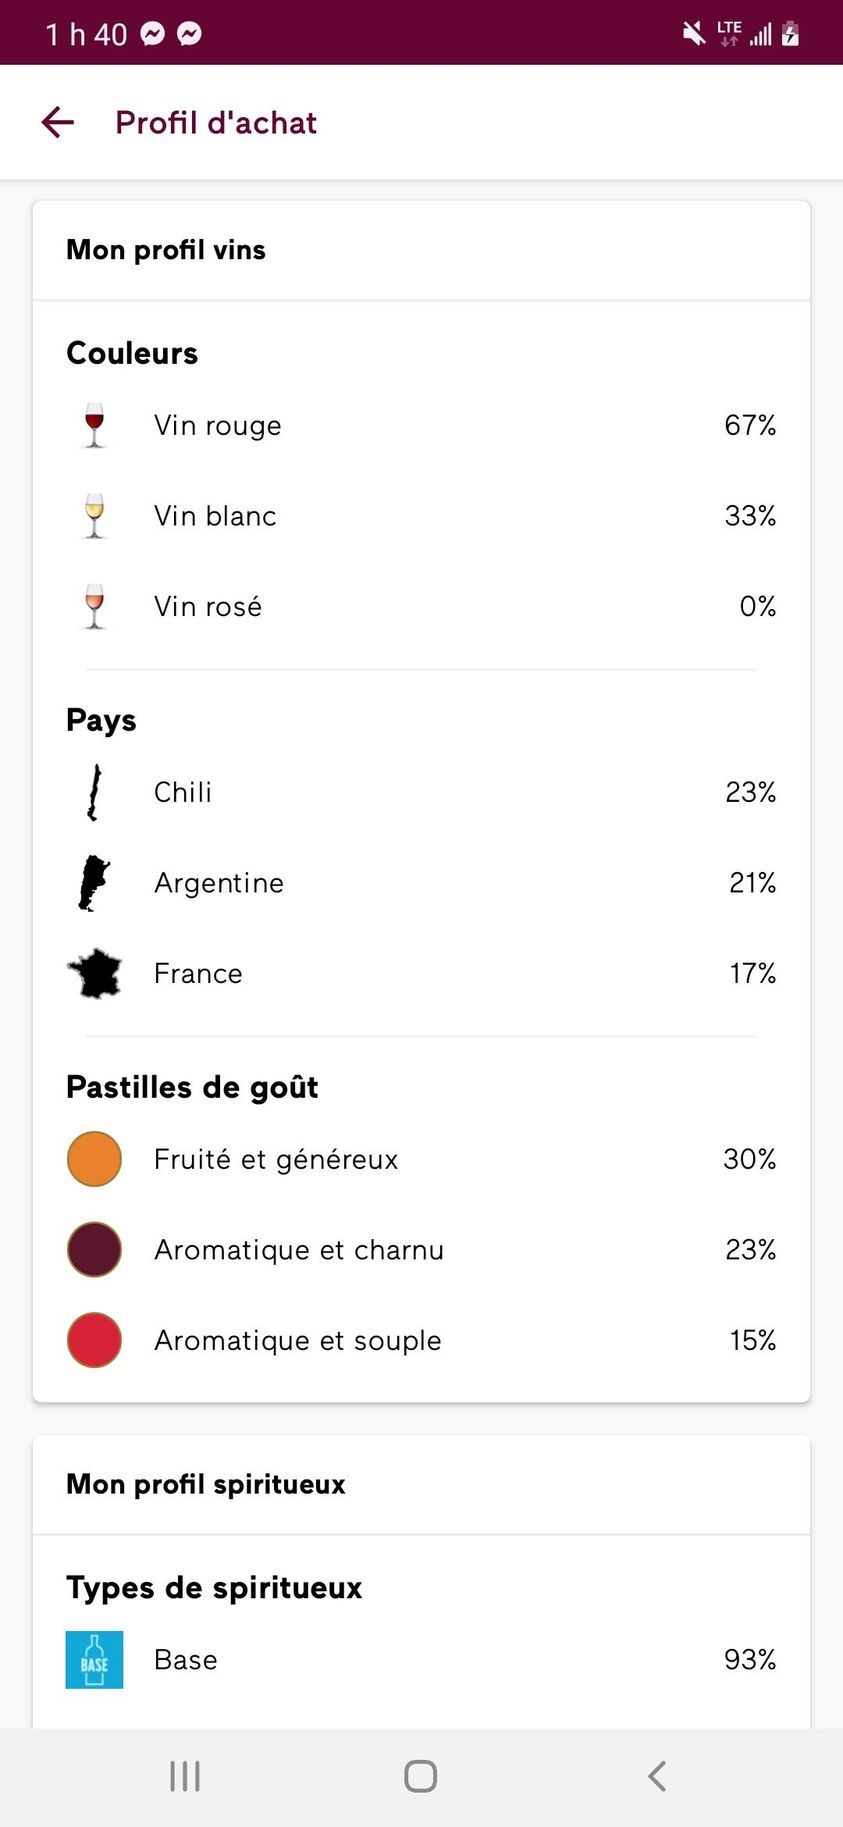 1 h 40
LTE
Profil d'achat
Mon profil vins
Couleurs
Vin rouge 67%
Vin blanc 33%
Vin rosé 0%
Pays
Chili 23%
Argentine 21%
France 17%
Pastilles de goût
Fruité et généreux 30%
Aromatique et charnu 23%
Aromatique et souple 15%
Mon profil spiritueux
Types de spiritueux
BASE Base 93%